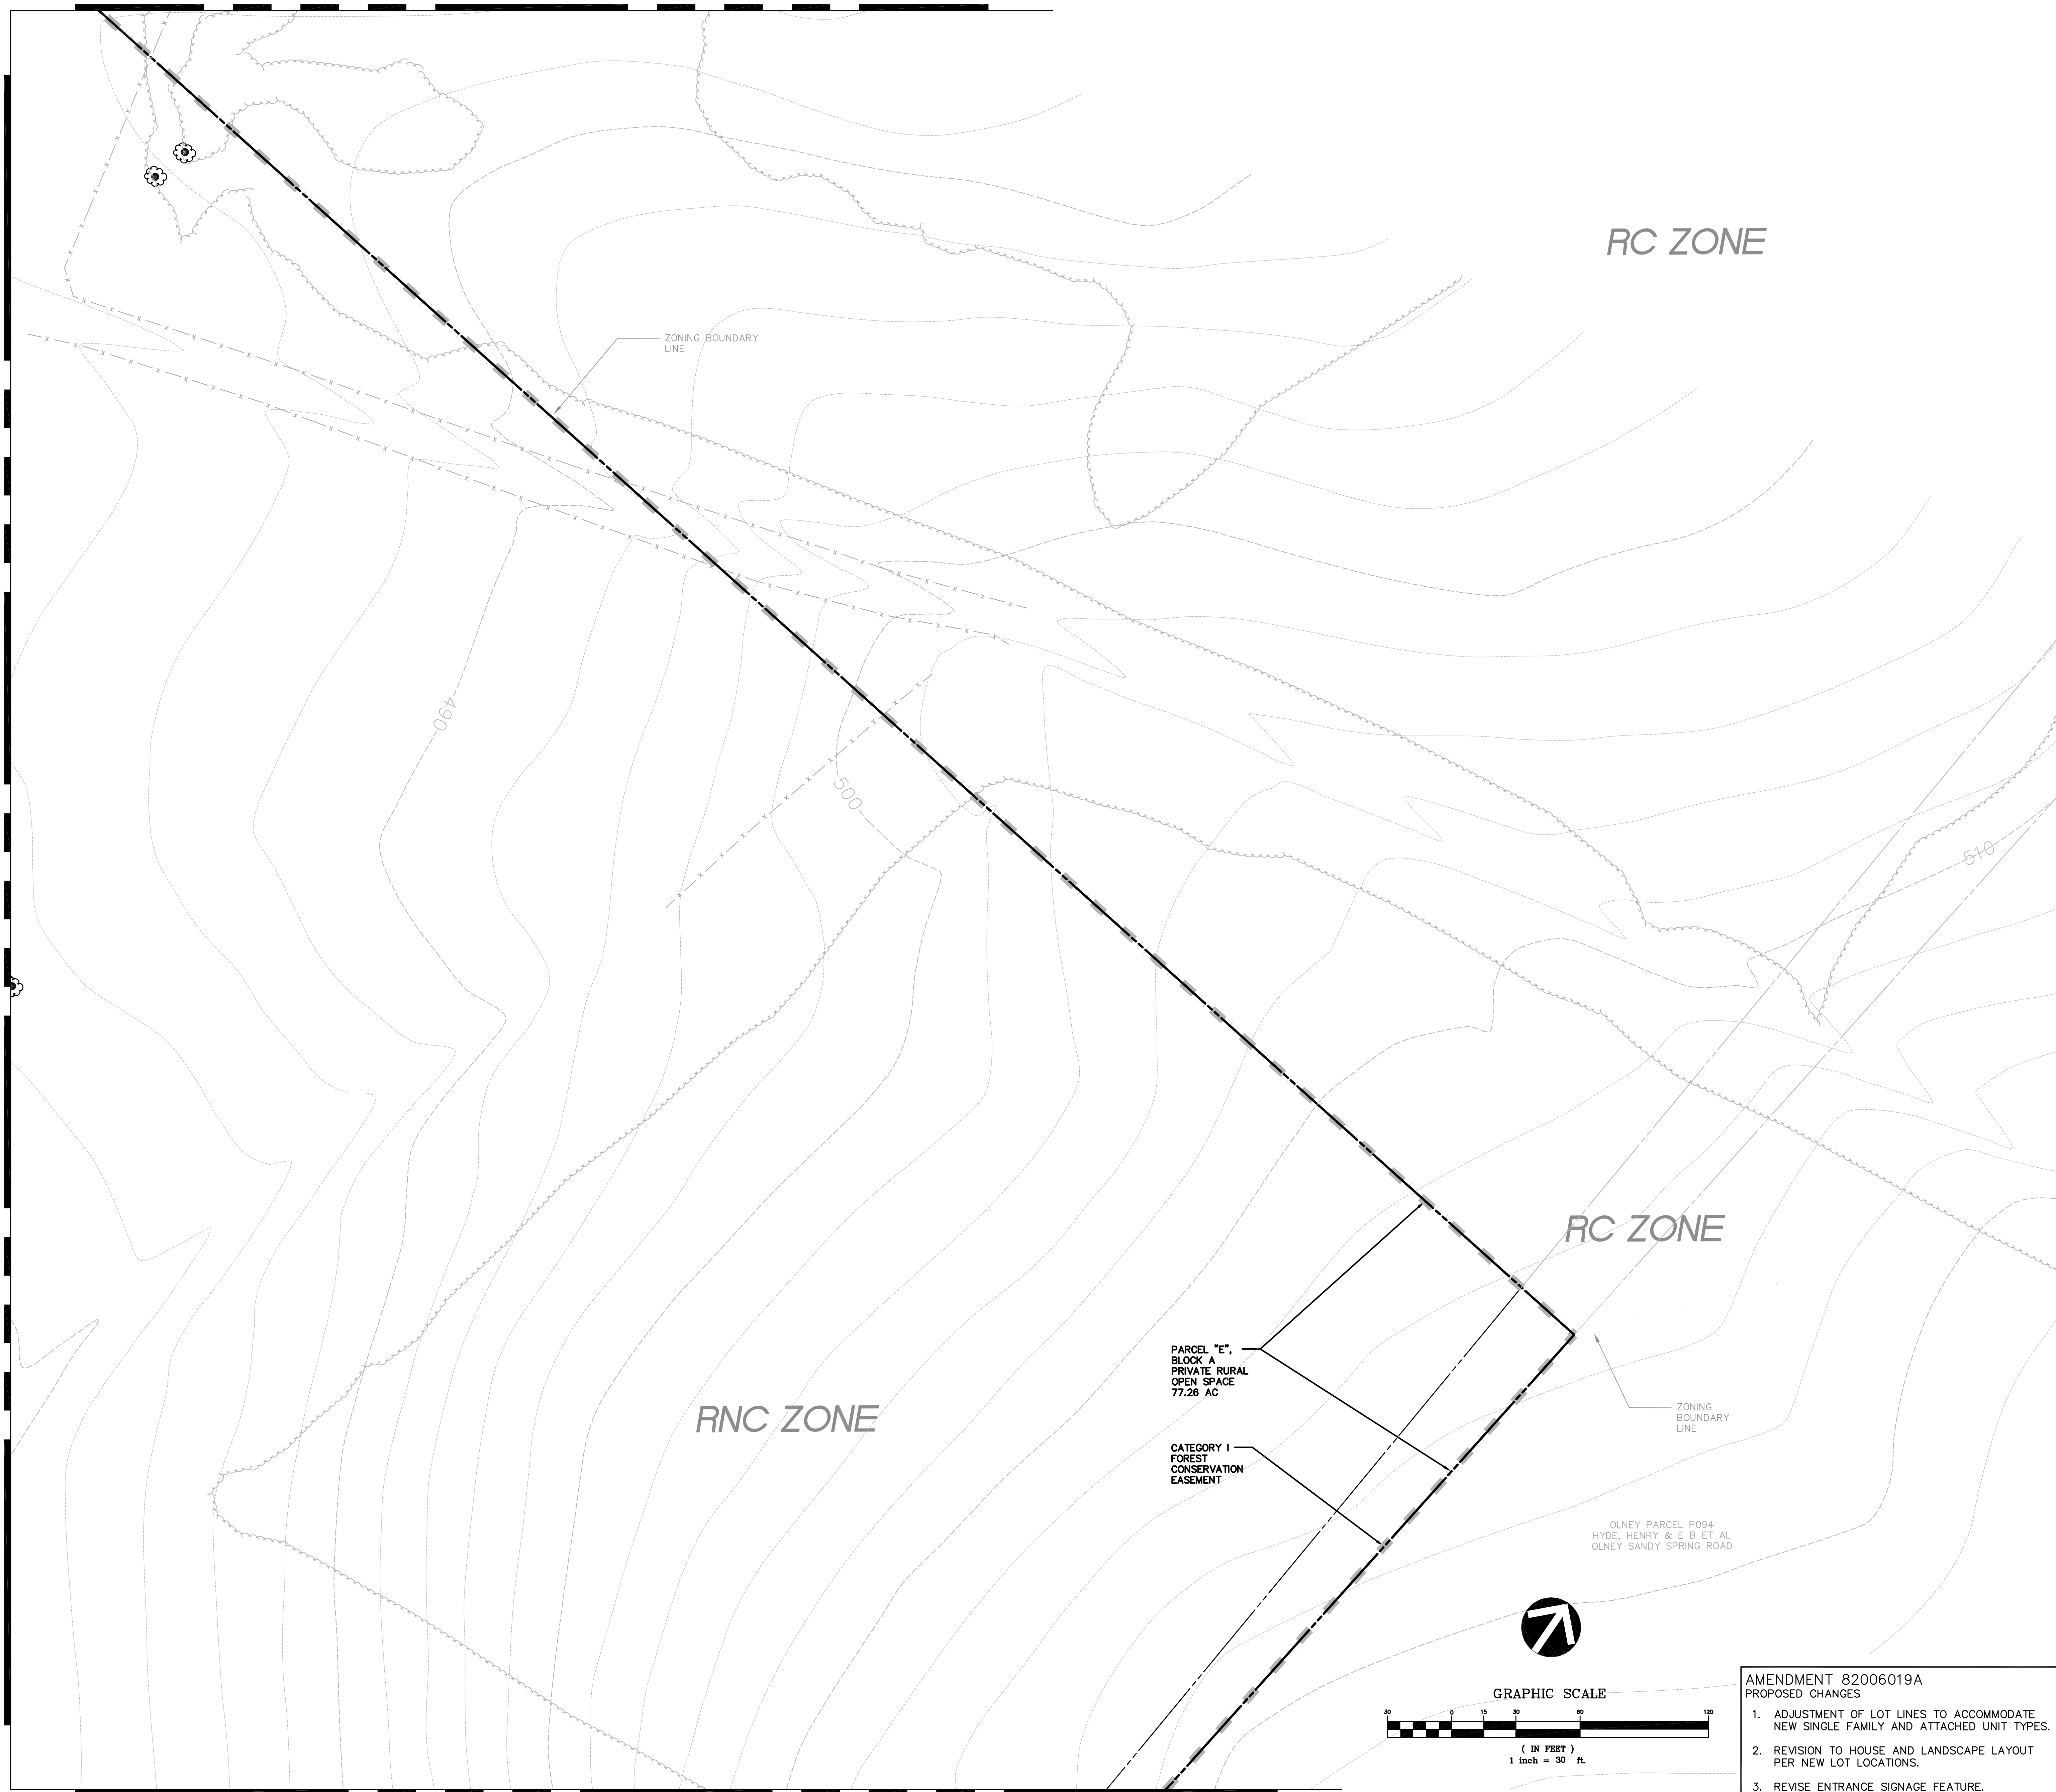 RC ZONE
ZONING BOUNDARY
LINE
490
500
510
RC ZONE
PARCEL "E",
BLOCK A
PRIVATE RURAL
OPEN SPACE
77.26 AC
RNC ZONE
ZONING
BOUNDARY
LINE
CATEGORY I
FOREST
CONSERVATION
EASEMENT
OLNEY PARCEL P094
HYDE, HENRY & E B ET AL
OLNEY SANDY SPRING ROAD
GRAPHIC SCALE
30 0 15 30 60 120
( IN FEET )
1 inch = 30 ft.
AMENDMENT 82006019A
PROPOSED CHANGES
1. ADJUSTMENT OF LOT LINES TO ACCOMMODATE
NEW SINGLE FAMILY AND ATTACHED UNIT TYPES.
2. REVISION TO HOUSE AND LANDSCAPE LAYOUT
PER NEW LOT LOCATIONS.
3. REVISE ENTRANCE SIGNAGE FEATURE.